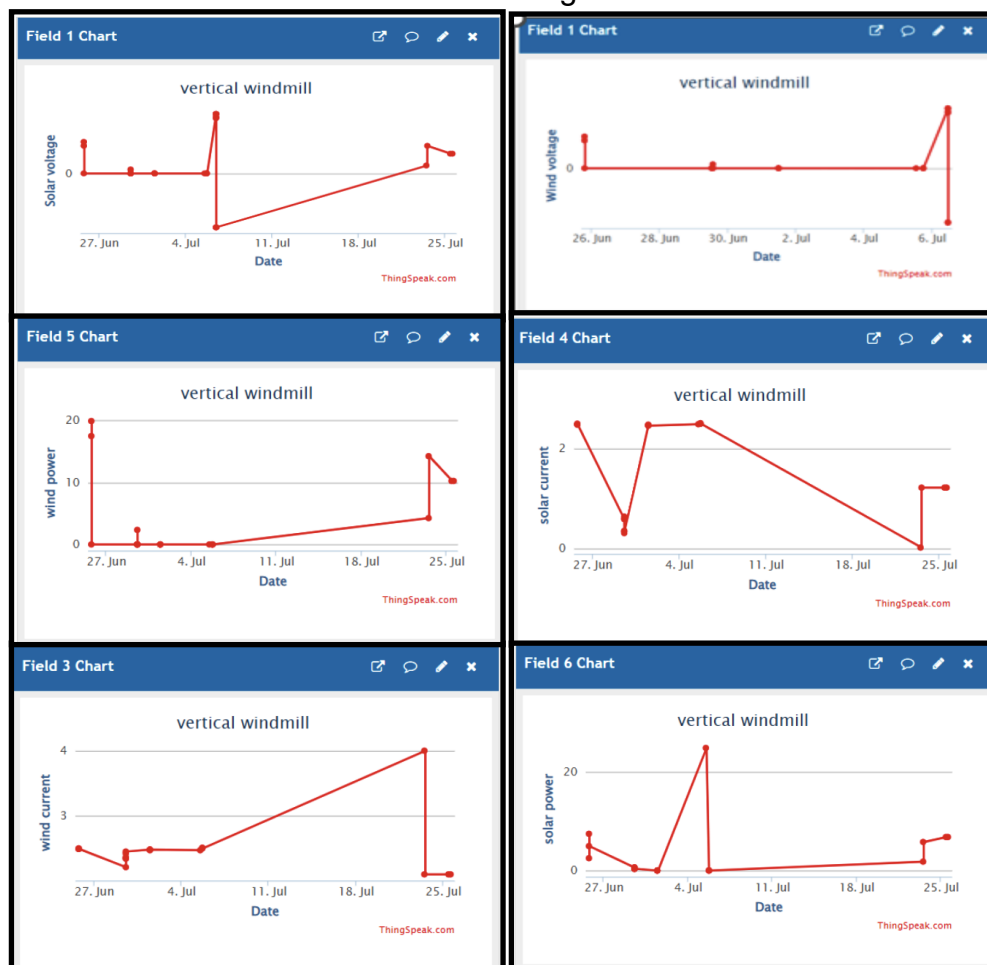 Field 1 Chart
vertical windmill
Solar voltage
0
27. Jun 4. Jul 11. Jul 18. Jul 25. Jul
Date
ThingSpeak.com
Field 1 Chart
vertical windmill
Wind voltage
0
26. Jun 28. Jun 30. Jun 2. Jul 4. Jul 6. Jul
Date
ThingSpeak.com
Field 5 Chart
vertical windmill
wind power
20
10
0
27. Jun 4. Jul 11. Jul 18. Jul 25. Jul
Date
ThingSpeak.com
Field 4 Chart
vertical windmill
solar current
2
0
27. Jun 4. Jul 11. Jul 18. Jul 25. Jul
Date
ThingSpeak.com
Field 3 Chart
vertical windmill
wind current
4
3
27. Jun 4. Jul 11. Jul 18. Jul 25. Jul
Date
ThingSpeak.com
Field 6 Chart
vertical windmill
solar power
20
0
27. Jun 4. Jul 11. Jul 18. Jul 25. Jul
Date
ThingSpeak.com